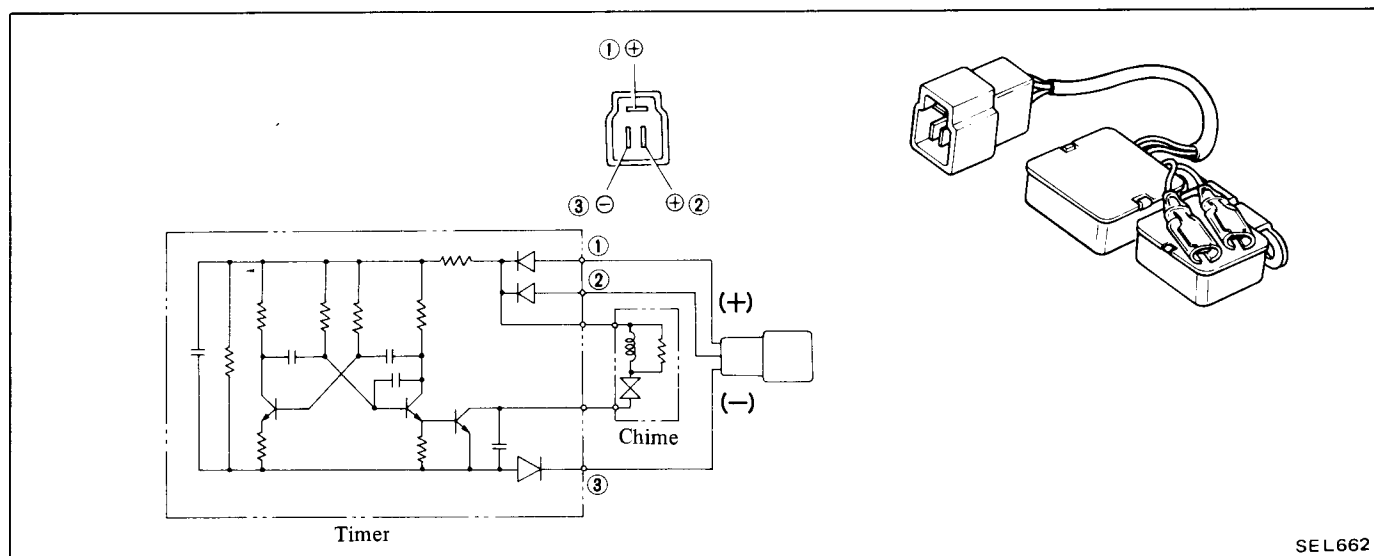 ① ⊕
③ ⊖
⊕ ②
①
②
(+)
(−)
Chime
③
Timer
SEL662